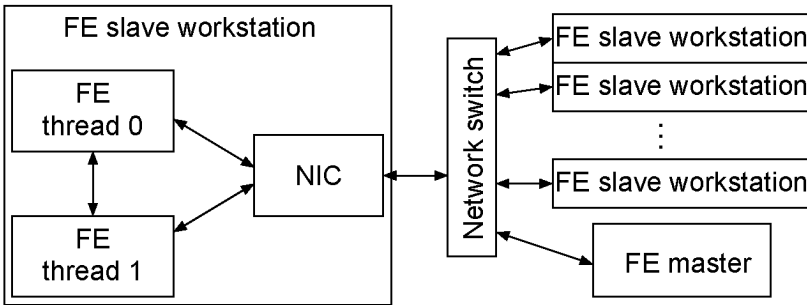 FE slave workstation
FE
thread 0
NIC
FE
thread 1
Network switch
FE slave workstation
FE slave workstation
⋮
FE slave workstation
FE master